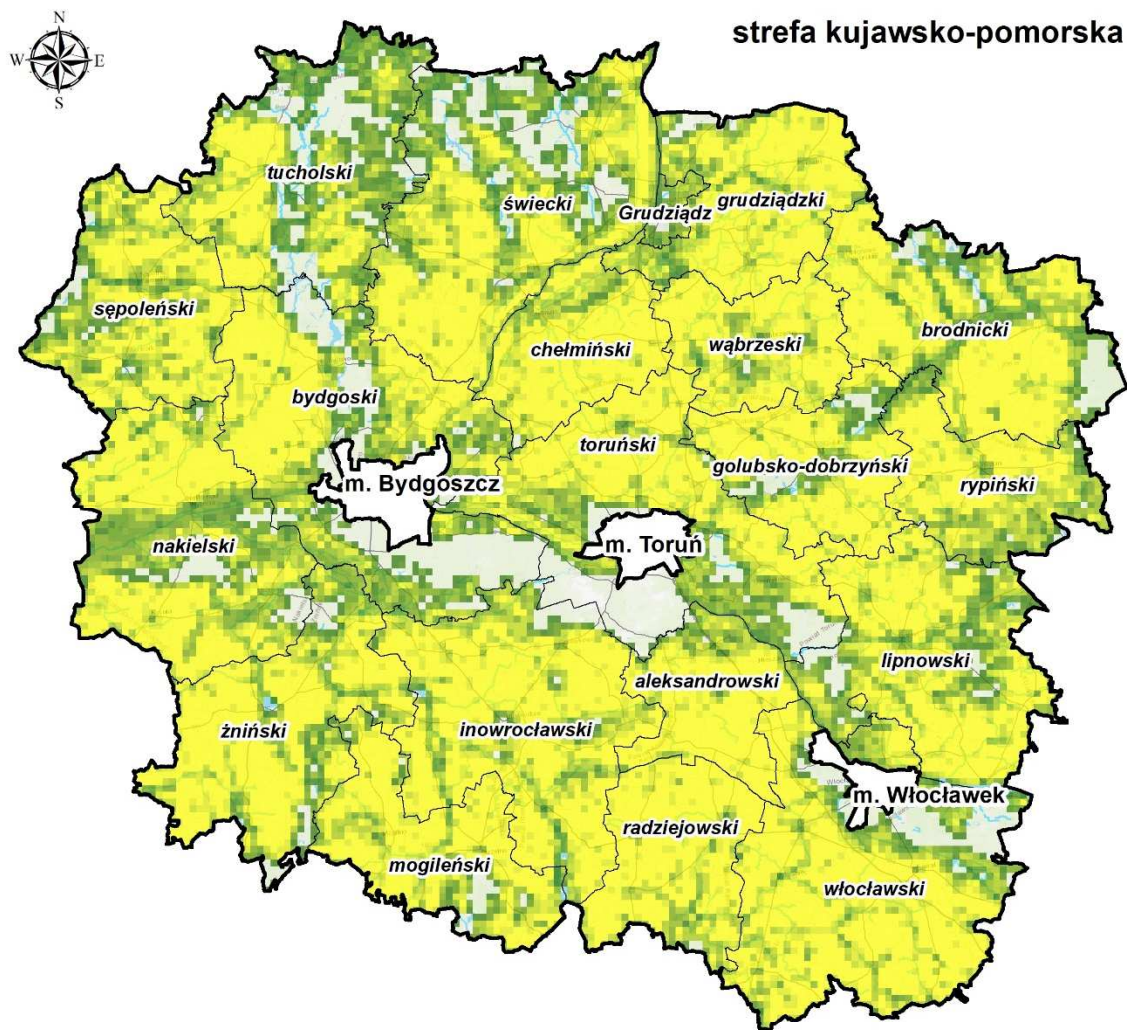 N
strefa kujawsko-pomorska
W E
S
tucholski
świecki
Grudziądz
grudziądzki
sępoleński
brodnicki
chełmiński
wąbrzeski
bydgoski
toruński
golubsko-dobrzyński
m. Bydgoszcz
rypiński
nakielski
m. Toruń
lipnowski
aleksandrowski
żniński
inowrocławski
m. Włocławek
radziejowski
mogileński
włocławski